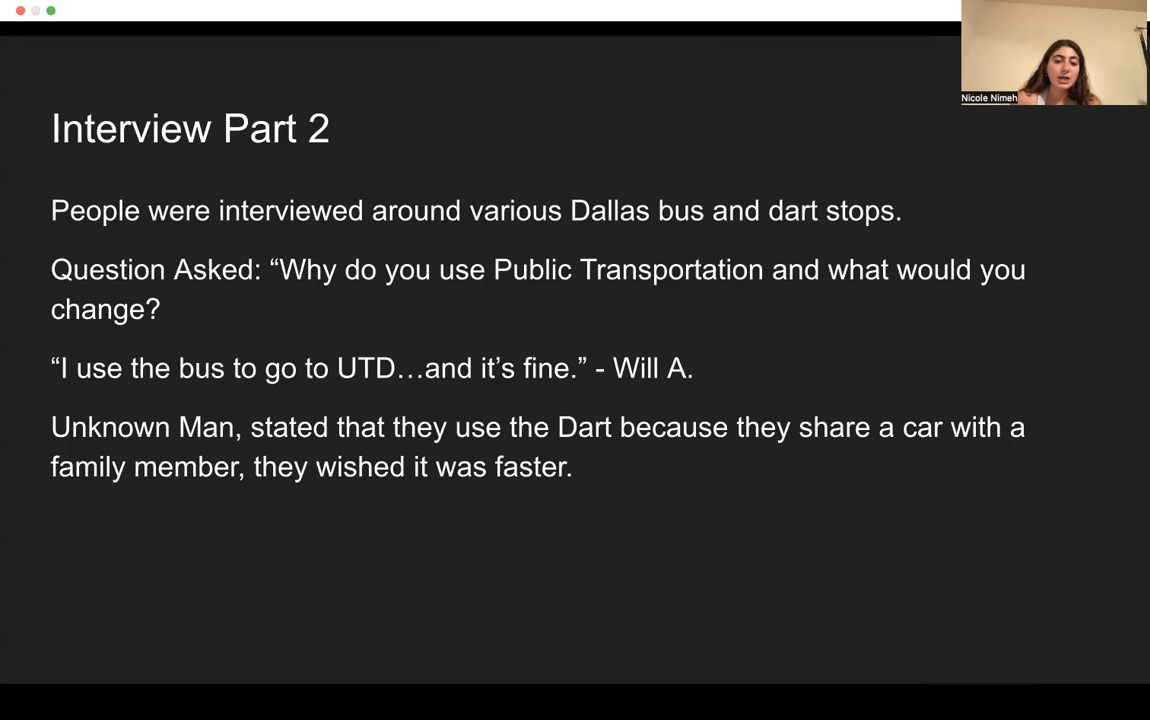 Nicole Nimeh
Interview Part 2
People were interviewed around various Dallas bus and dart stops.
Question Asked: “Why do you use Public Transportation and what would you
change?
“I use the bus to go to UTD…and it’s fine.” - Will A.
Unknown Man, stated that they use the Dart because they share a car with a
family member, they wished it was faster.